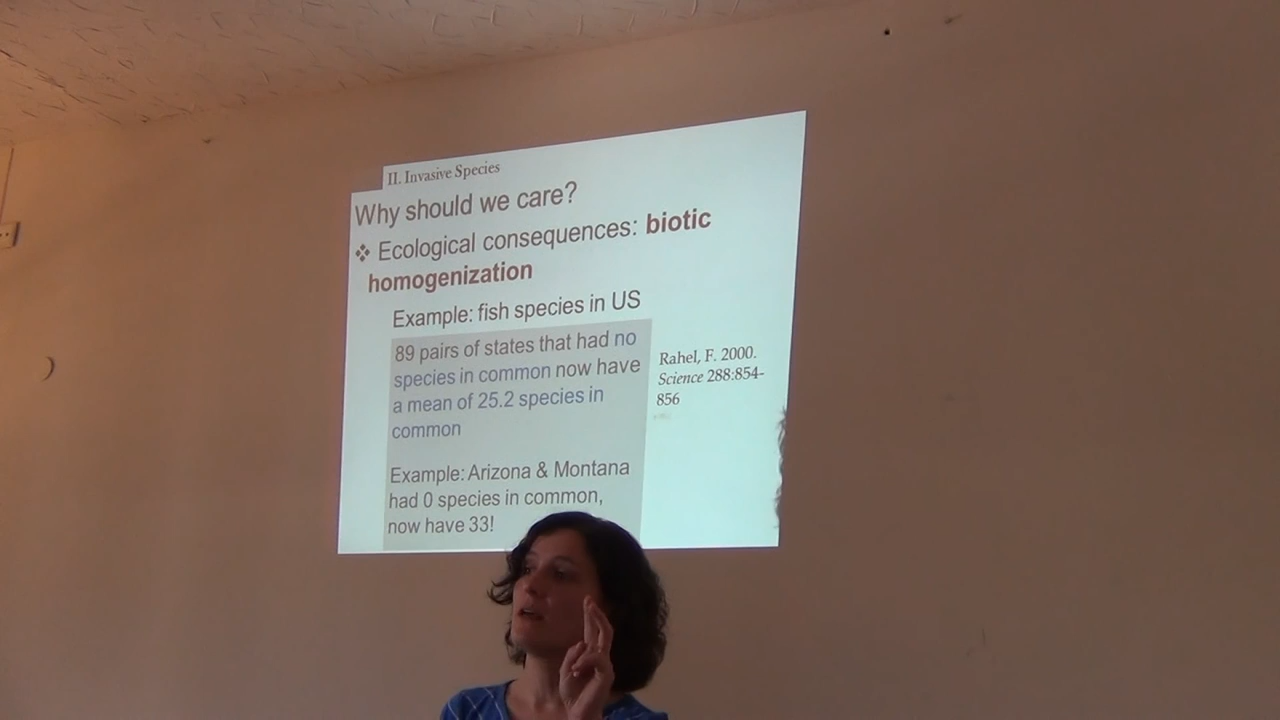 II. Invasive Species
Why should we care?
❖ Ecological consequences: biotic
homogenization
Example: fish species in US
89 pairs of states that had no
species in common now have
a mean of 25.2 species in
common
Example: Arizona & Montana
had 0 species in common,
now have 33!
Rahel, F. 2000.
Science 288:854-
856